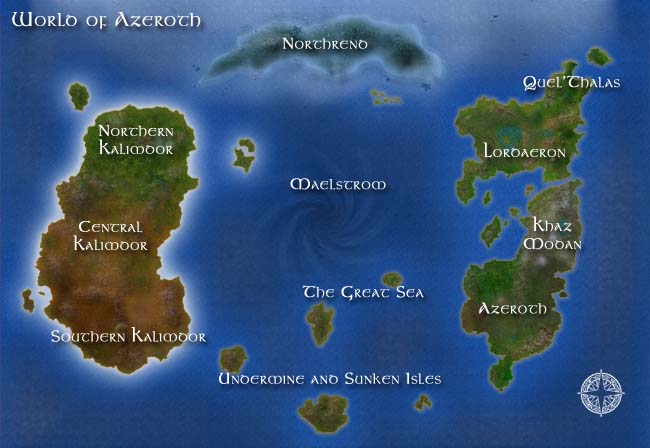 World of Azeroth
Northrend
Quel'Thalas
Northern
Kalimdor
Lordaeron
Maelstrom
Central
Kalimdor
Khaz
Modan
The Great Sea
Azeroth
Southern Kalimdor
Undermine and Sunken Isles